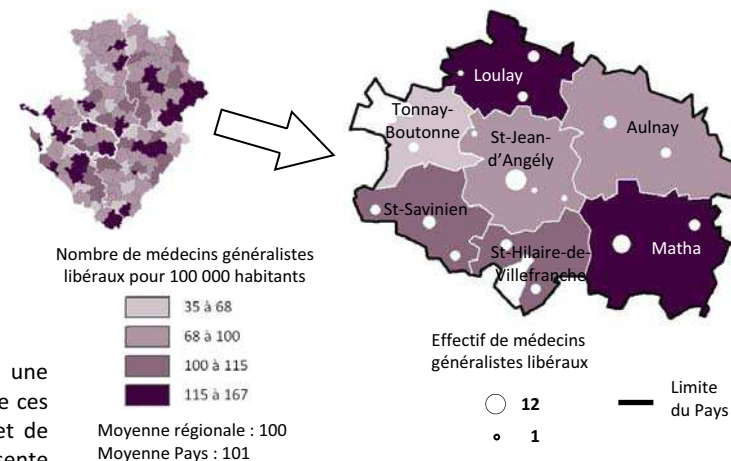 Loulay
Tonnay-
Boutonne
St-Jean-
d'Angély
Aulnay
St-Savinien
St-Hilaire-de-
Villefranche
Matha
Nombre de médecins généralistes
libéraux pour 100 000 habitants
35 à 68
68 à 100
100 à 115
115 à 167
Moyenne régionale : 100
Moyenne Pays : 101
Effectif de médecins
généralistes libéraux
12
1
Limite
du Pays
une
e ces
et de
sente